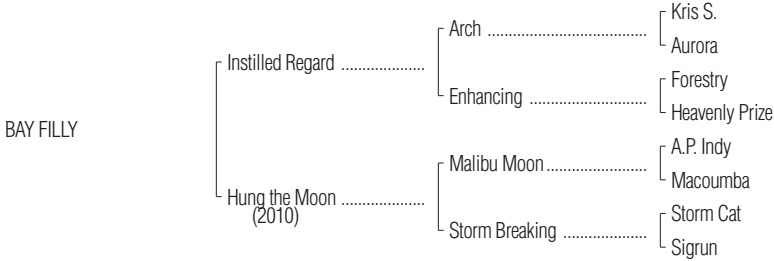 Kris S.
Arch ......................................
Aurora
Instilled Regard ....................
Forestry
Enhancing ............................
Heavenly Prize
BAY FILLY
A.P. Indy
Malibu Moon ........................
Macoumba
Hung the Moon ....................
(2010)
Storm Cat
Storm Breaking ....................
Sigrun